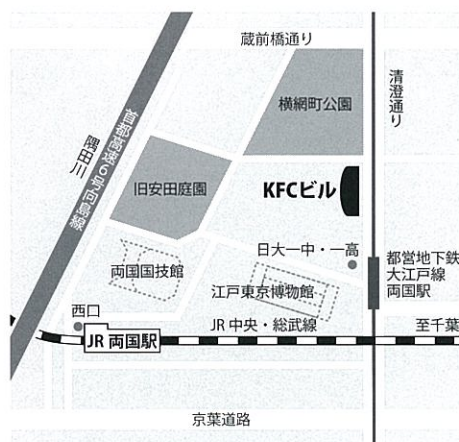 蔵前橋通り
横網町公園
清澄通り
首都高速6号向島線
隅田川
旧安田庭園
KFCビル
両国国技館
日大一中・一高
江戸東京博物館
都営地下鉄
大江戸線
両国駅
西口
JR 中央・総武線
至千葉
JR 両国駅
京葉道路